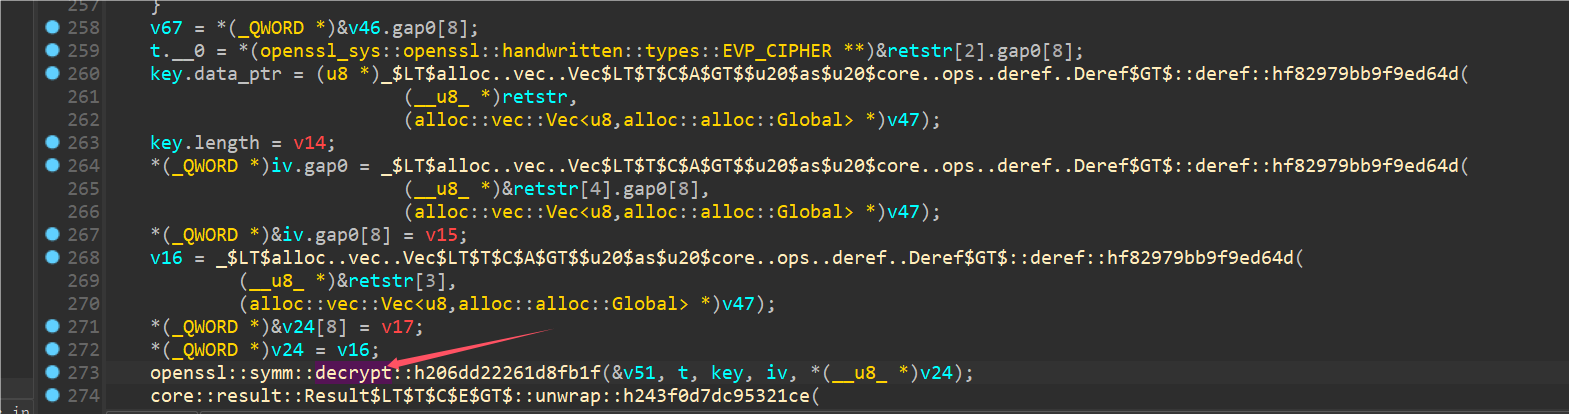 257 }
258 v67 = *(_QWORD *)&v46.gap0[8];
259 t.__0 = *(openssl_sys::openssl::handwritten::types::EVP_CIPHER **)&retstr[2].gap0[8];
260 key.data_ptr = (u8 *)_$LT$alloc..vec..Vec$LT$T$C$A$GT$$u20$as$u20$core..ops..deref..Deref$GT$::deref::hf82979bb9f9ed64d(
261 (__u8_ *)retstr,
262 (alloc::vec::Vec<u8,alloc::alloc::Global> *)v47);
263 key.length = v14;
264 *(_QWORD *)iv.gap0 = _$LT$alloc..vec..Vec$LT$T$C$A$GT$$u20$as$u20$core..ops..deref..Deref$GT$::deref::hf82979bb9f9ed64d(
265 (__u8_ *)&retstr[4].gap0[8],
266 (alloc::vec::Vec<u8,alloc::alloc::Global> *)v47);
267 *(_QWORD *)&iv.gap0[8] = v15;
268 v16 = _$LT$alloc..vec..Vec$LT$T$C$A$GT$$u20$as$u20$core..ops..deref..Deref$GT$::deref::hf82979bb9f9ed64d(
269 (__u8_ *)&retstr[3],
270 (alloc::vec::Vec<u8,alloc::alloc::Global> *)v47);
271 *(_QWORD *)&v24[8] = v17;
272 *(_QWORD *)v24 = v16;
273 openssl::symm::decrypt::h206dd22261d8fb1f(&v51, t, key, iv, *(__u8_ *)v24);
274 core::result::Result$LT$T$C$E$GT$::unwrap::h243f0d7dc95321ce(
in